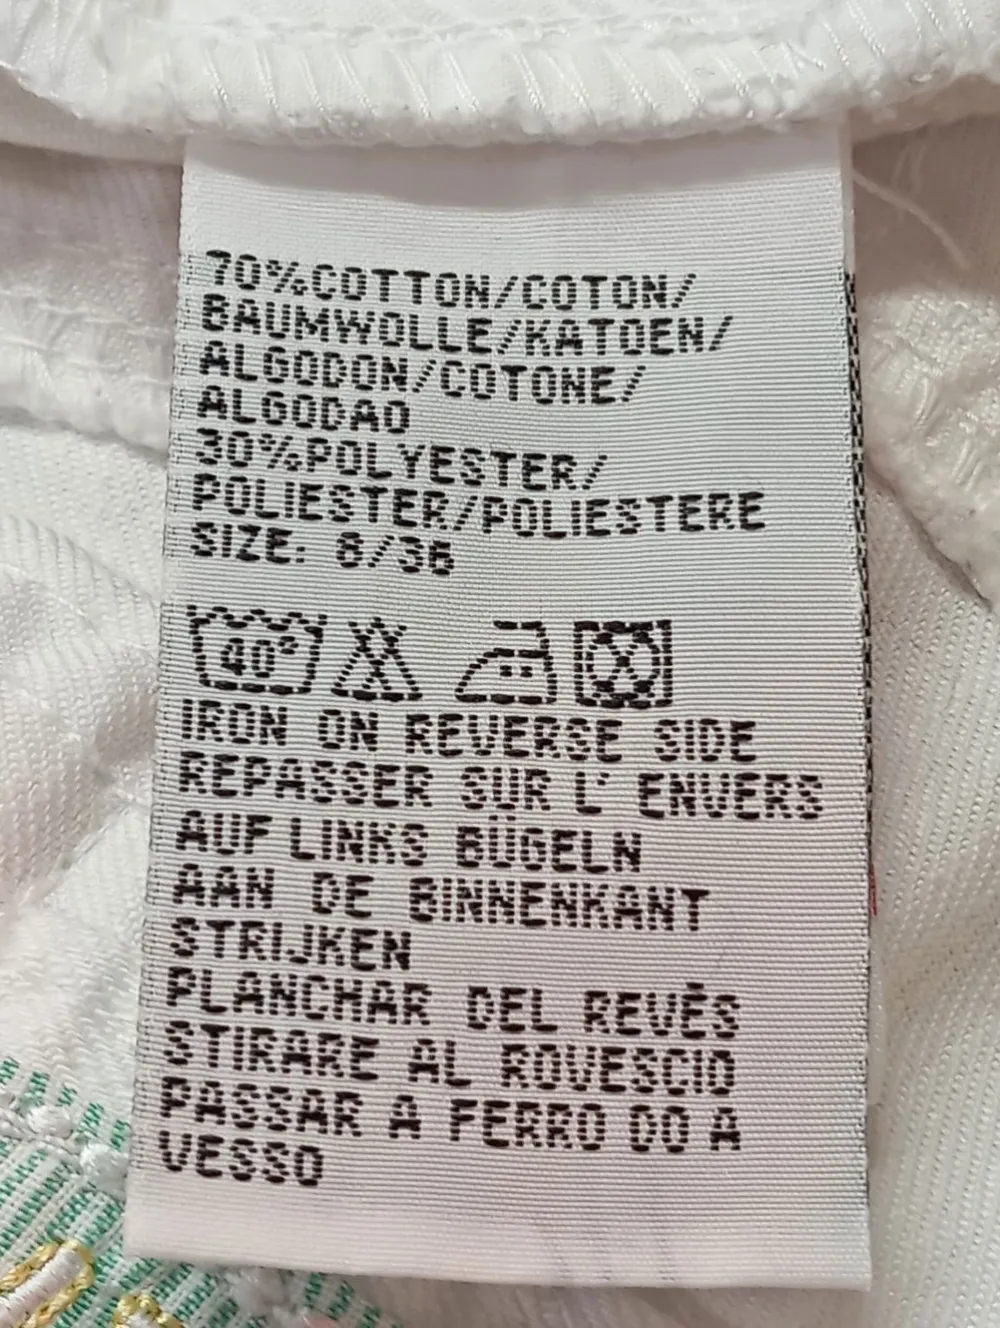 70%COTTON/COTON/
BAUMWOLLE/KATOEN/
ALGODON/COTONE/
ALGODAO
30%POLYESTER/
POLIESTER/POLIESTERE
SIZE: 8/36
40°
IRON ON REVERSE SIDE
REPASSER SUR L' ENVERS
AUF LINKS BÜGELN
AAN DE BINNENKANT
STRIJKEN
PLANCHAR DEL REVÉS
STIRARE AL ROVESCIO
PASSAR A FERRO DO A
VESSO